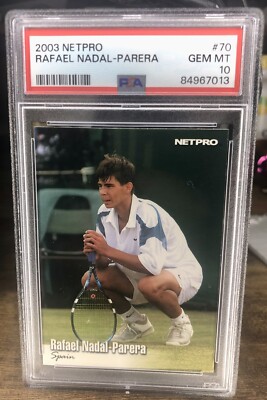 2003 NETPRO #70
RAFAEL NADAL-PARERA GEM MT
10
PSA 84967013
NETPRO
Rafael Nadal-Parera
Spain